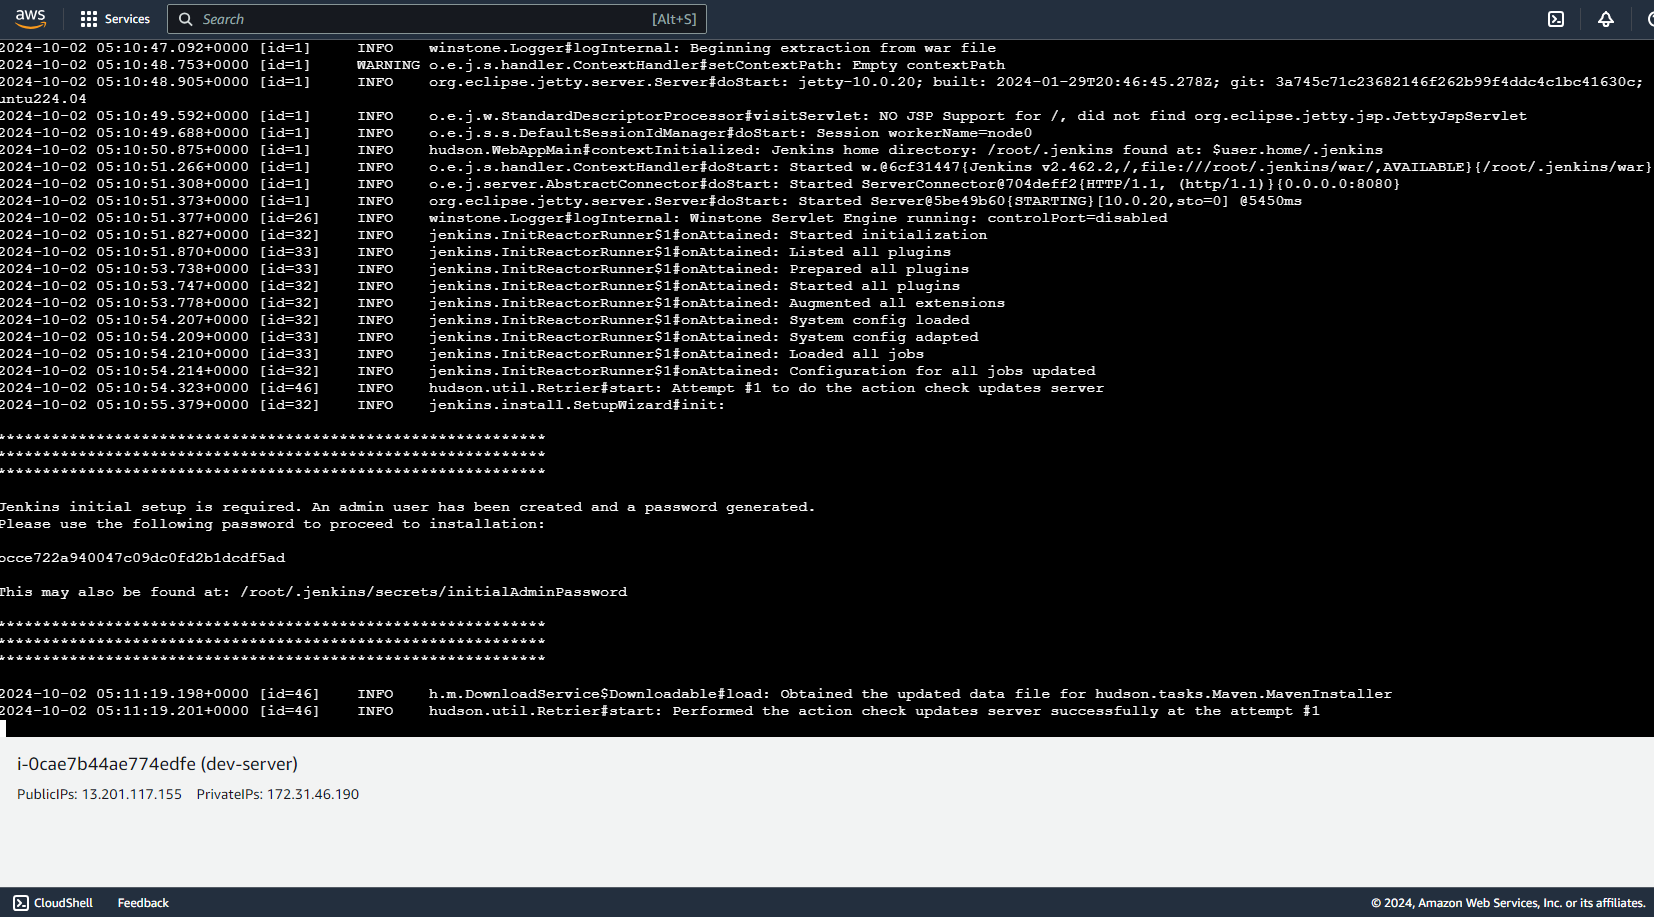 aws
Services
Search
[Alt+S]
2024-10-02 05:10:47.092+0000 [id=1] INFO winstone.Logger#logInternal: Beginning extraction from war file
2024-10-02 05:10:48.753+0000 [id=1] WARNING o.e.j.s.handler.ContextHandler#setContextPath: Empty contextPath
2024-10-02 05:10:48.905+0000 [id=1] INFO org.eclipse.jetty.server.Server#doStart: jetty-10.0.20; built: 2024-01-29T20:46:45.278Z; git: 3a745c71c23682146f262b99f4ddc4c1bc41630c;
untu224.04
2024-10-02 05:10:49.592+0000 [id=1] INFO o.e.j.w.StandardDescriptorProcessor#visitServlet: NO JSP Support for /, did not find org.eclipse.jetty.jsp.JettyJspServlet
2024-10-02 05:10:49.688+0000 [id=1] INFO o.e.j.s.s.DefaultSessionIdManager#doStart: Session workerName=node0
2024-10-02 05:10:50.875+0000 [id=1] INFO hudson.WebAppMain#contextInitialized: Jenkins home directory: /root/.jenkins found at: $user.home/.jenkins
2024-10-02 05:10:51.266+0000 [id=1] INFO o.e.j.s.handler.ContextHandler#doStart: Started w.@6cf31447{Jenkins v2.462.2,/,file:///root/.jenkins/war/,AVAILABLE}{/root/.jenkins/war}
2024-10-02 05:10:51.308+0000 [id=1] INFO o.e.j.server.AbstractConnector#doStart: Started ServerConnector@704deff2{HTTP/1.1, (http/1.1)}{0.0.0.0:8080}
2024-10-02 05:10:51.373+0000 [id=1] INFO org.eclipse.jetty.server.Server#doStart: Started Server@5be49b60{STARTING}[10.0.20,sto=0] @5450ms
2024-10-02 05:10:51.377+0000 [id=26] INFO winstone.Logger#logInternal: Winstone Servlet Engine running: controlPort=disabled
2024-10-02 05:10:51.827+0000 [id=32] INFO jenkins.InitReactorRunner$1#onAttained: Started initialization
2024-10-02 05:10:51.870+0000 [id=33] INFO jenkins.InitReactorRunner$1#onAttained: Listed all plugins
2024-10-02 05:10:53.738+0000 [id=33] INFO jenkins.InitReactorRunner$1#onAttained: Prepared all plugins
2024-10-02 05:10:53.747+0000 [id=32] INFO jenkins.InitReactorRunner$1#onAttained: Started all plugins
2024-10-02 05:10:53.778+0000 [id=32] INFO jenkins.InitReactorRunner$1#onAttained: Augmented all extensions
2024-10-02 05:10:54.207+0000 [id=32] INFO jenkins.InitReactorRunner$1#onAttained: System config loaded
2024-10-02 05:10:54.209+0000 [id=33] INFO jenkins.InitReactorRunner$1#onAttained: System config adapted
2024-10-02 05:10:54.210+0000 [id=33] INFO jenkins.InitReactorRunner$1#onAttained: Loaded all jobs
2024-10-02 05:10:54.214+0000 [id=32] INFO jenkins.InitReactorRunner$1#onAttained: Configuration for all jobs updated
2024-10-02 05:10:54.323+0000 [id=46] INFO hudson.util.Retrier#start: Attempt #1 to do the action check updates server
2024-10-02 05:10:55.379+0000 [id=32] INFO jenkins.install.SetupWizard#init:
*************************************************************
*************************************************************
*************************************************************
Jenkins initial setup is required. An admin user has been created and a password generated.
Please use the following password to proceed to installation:
occe722a940047c09dc0fd2b1dcdf5ad
This may also be found at: /root/.jenkins/secrets/initialAdminPassword
*************************************************************
*************************************************************
*************************************************************
2024-10-02 05:11:19.198+0000 [id=46] INFO h.m.DownloadService$Downloadable#load: Obtained the updated data file for hudson.tasks.Maven.MavenInstaller
2024-10-02 05:11:19.201+0000 [id=46] INFO hudson.util.Retrier#start: Performed the action check updates server successfully at the attempt #1
i-0cae7b44ae774edfe (dev-server)
PublicIPs: 13.201.117.155 PrivateIPs: 172.31.46.190
CloudShell
Feedback
© 2024, Amazon Web Services, Inc. or its affiliates.